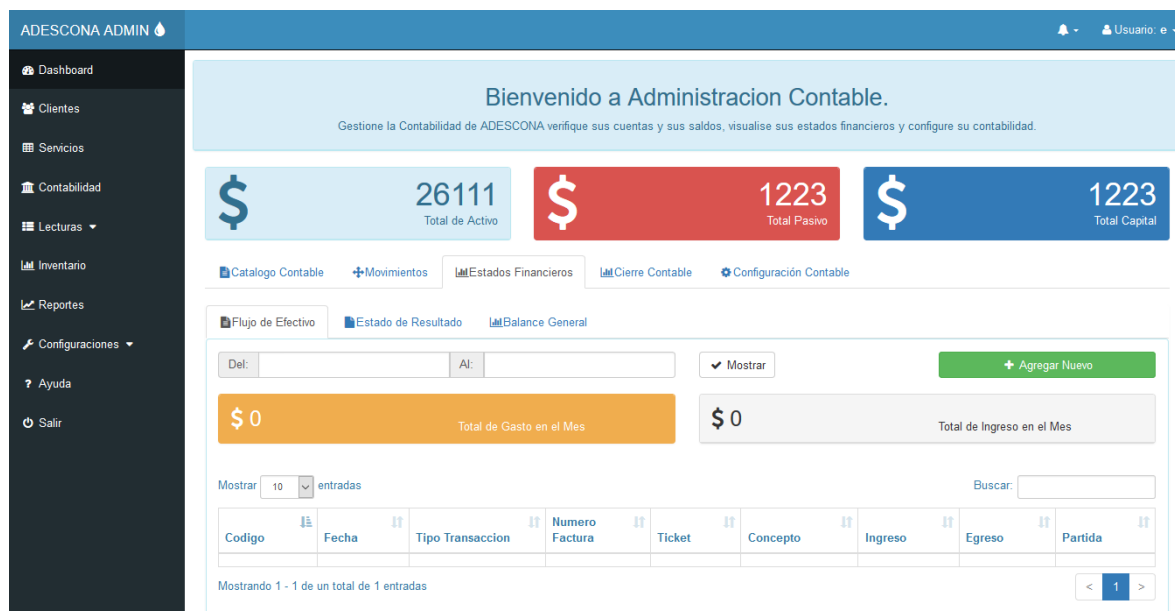 ADESCONA ADMIN
Usuario: e
Dashboard
Clientes
Servicios
Contabilidad
Lecturas
Inventario
Reportes
Configuraciones
? Ayuda
Salir
Bienvenido a Administracion Contable.
Gestione la Contabilidad de ADESCONA verifique sus cuentas y sus saldos, visualise sus estados financieros y configure su contabilidad.
$ 26111
Total de Activo
$ 1223
Total Pasivo
$ 1223
Total Capital
Catalogo Contable Movimientos Estados Financieros Cierre Contable Configuración Contable
Flujo de Efectivo Estado de Resultado Balance General
Del: Al: Mostrar Agregar Nuevo
$ 0 Total de Gasto en el Mes $ 0 Total de Ingreso en el Mes
Mostrar 10 entradas Buscar:
Codigo Fecha Tipo Transaccion Numero Factura Ticket Concepto Ingreso Egreso Partida
Mostrando 1 - 1 de un total de 1 entradas < 1 >